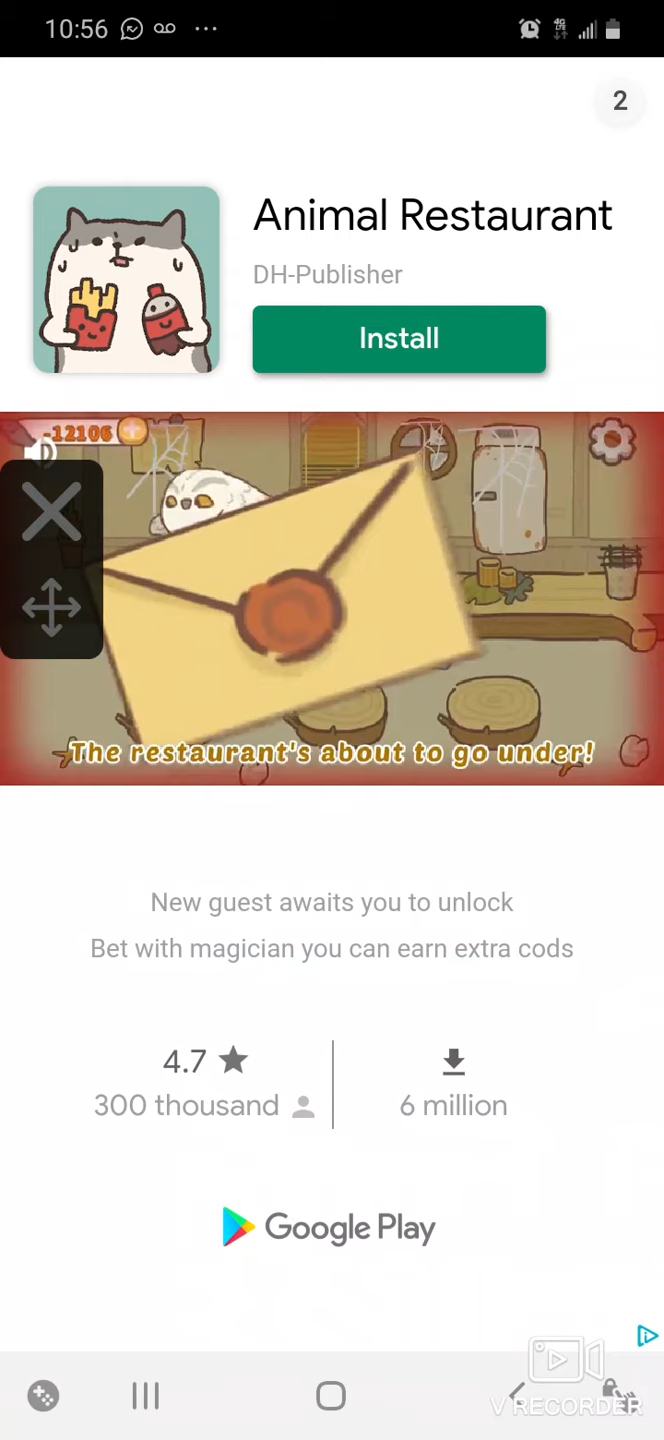 10:56
4G
LTE
2
Animal Restaurant
DH-Publisher
Install
-12106
The restaurant's about to go under!
New guest awaits you to unlock
Bet with magician you can earn extra cods
4.7
300 thousand
6 million
Google Play
V RECORDER